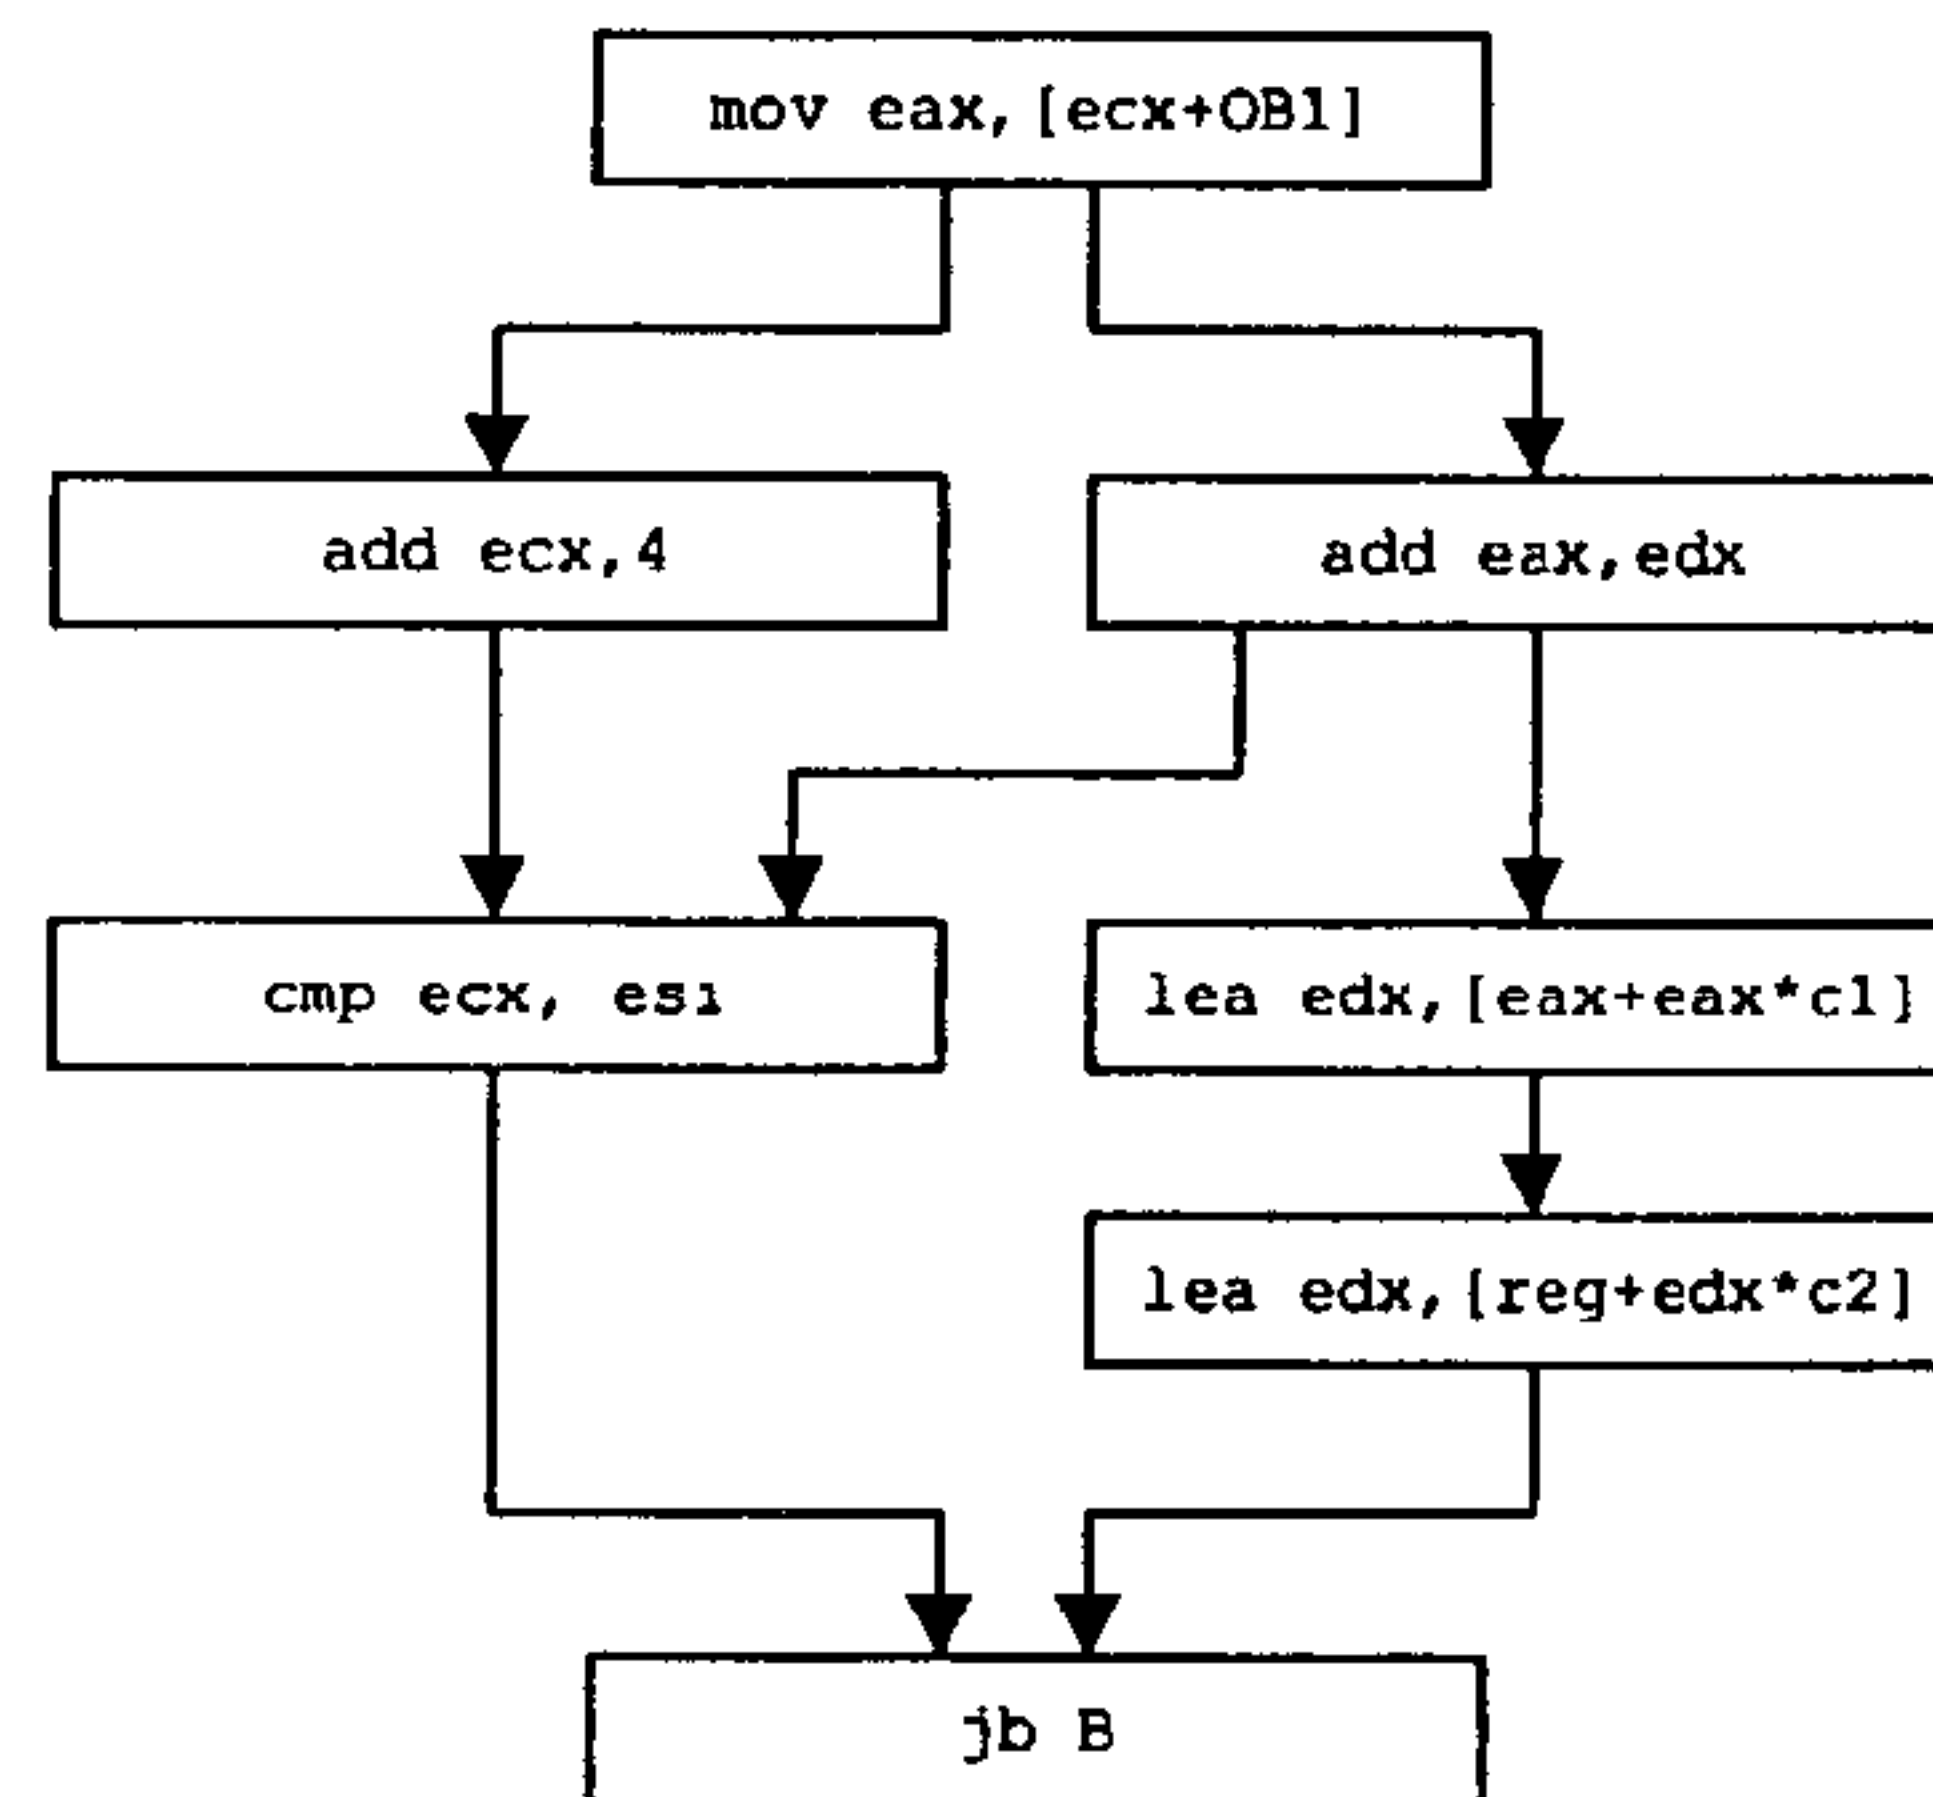 mov eax,[ecx+OB1]
add ecx,4
add eax,edx
cmp ecx, esi
lea edx,[eax+eax*c1]
lea edx,[reg+edx*c2]
jb B